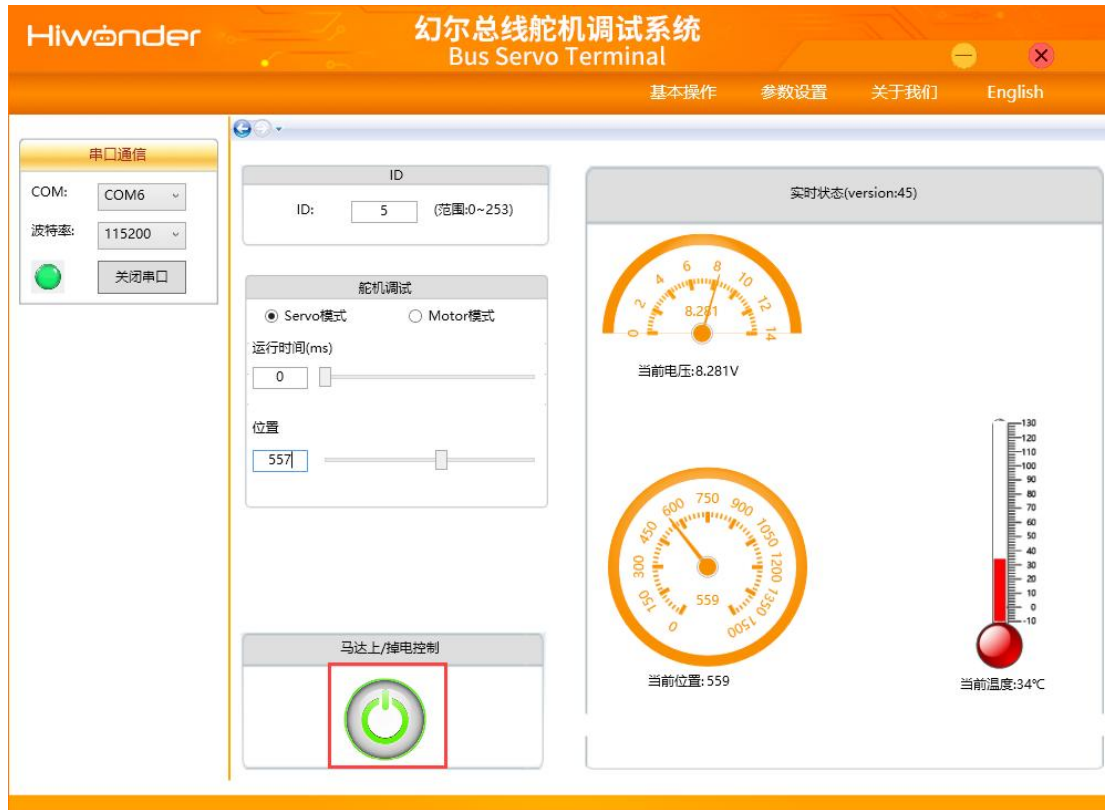 Hiwonder
幻尔总线舵机调试系统
Bus Servo Terminal
基本操作 参数设置 关于我们 English
串口通信
COM: COM6
波特率: 115200
关闭串口
ID
ID: 5 (范围:0~253)
舵机调试
Servo模式 Motor模式
运行时间(ms)
0
位置
557
马达上/掉电控制
实时状态(version:45)
0 2 4 6 8 10 12 14
8.281
当前电压:8.281V
0 150 300 450 600 750 900 1050 1200 1350 1500
559
当前位置:559
130
120
110
100
90
80
70
60
50
40
30
20
10
0
-10
当前温度:34℃